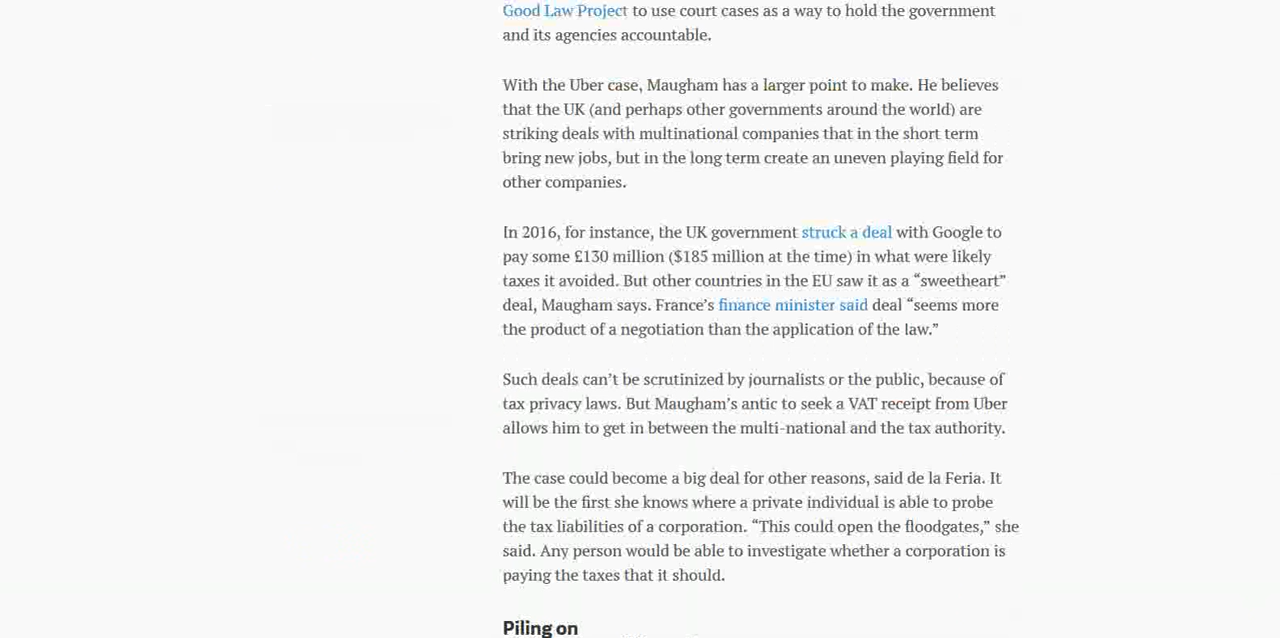 Good Law Project to use court cases as a way to hold the government
and its agencies accountable.
With the Uber case, Maugham has a larger point to make. He believes
that the UK (and perhaps other governments around the world) are
striking deals with multinational companies that in the short term
bring new jobs, but in the long term create an uneven playing field for
other companies.
In 2016, for instance, the UK government struck a deal with Google to
pay some £130 million ($185 million at the time) in what were likely
taxes it avoided. But other countries in the EU saw it as a “sweetheart”
deal, Maugham says. France’s finance minister said deal “seems more
the product of a negotiation than the application of the law.”
Such deals can’t be scrutinized by journalists or the public, because of
tax privacy laws. But Maugham’s antic to seek a VAT receipt from Uber
allows him to get in between the multi-national and the tax authority.
The case could become a big deal for other reasons, said de la Feria. It
will be the first she knows where a private individual is able to probe
the tax liabilities of a corporation. “This could open the floodgates,” she
said. Any person would be able to investigate whether a corporation is
paying the taxes that it should.
Piling on